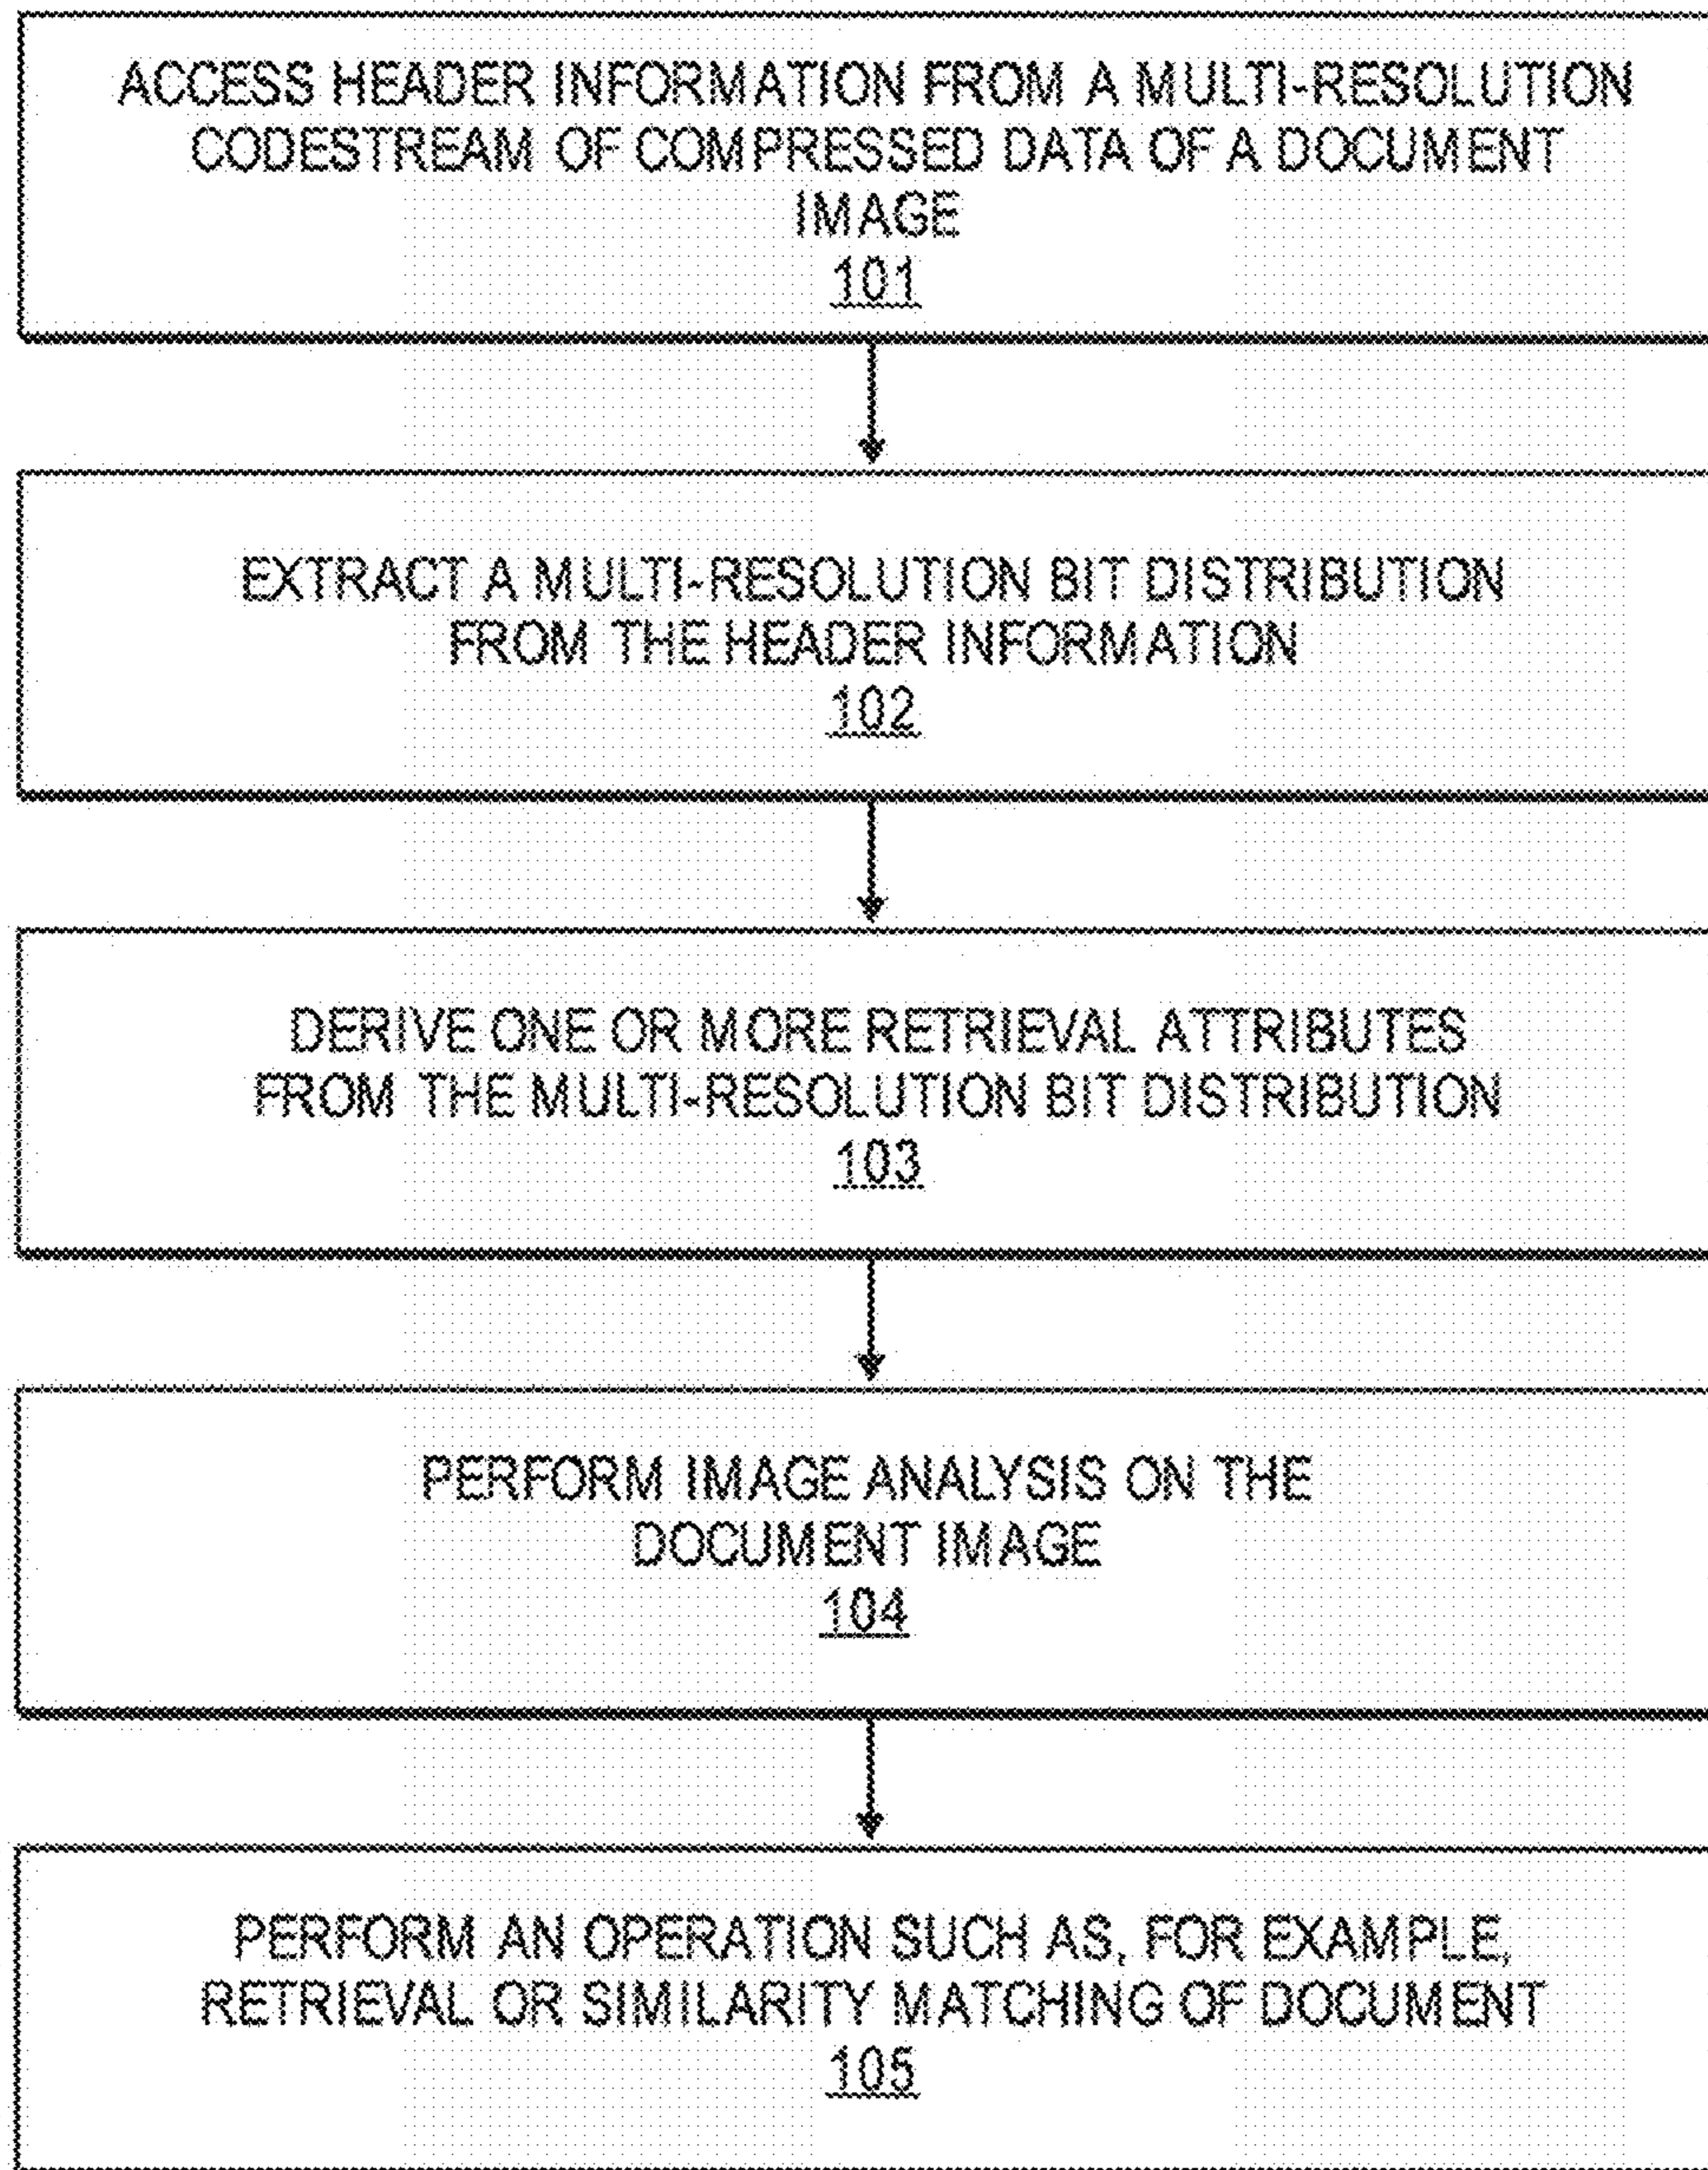 ACCESS HEADER INFORMATION FROM A MULTI-RESOLUTION
CODESTREAM OF COMPRESSED DATA OF A DOCUMENT
IMAGE
101
EXTRACT A MULTI-RESOLUTION BIT DISTRIBUTION
FROM THE HEADER INFORMATION
102
DERIVE ONE OR MORE RETRIEVAL ATTRIBUTES
FROM THE MULTI-RESOLUTION BIT DISTRIBUTION
103
PERFORM IMAGE ANALYSIS ON THE
DOCUMENT IMAGE
104
PERFORM AN OPERATION SUCH AS, FOR EXAMPLE,
RETRIEVAL OR SIMILARITY MATCHING OF DOCUMENT
105